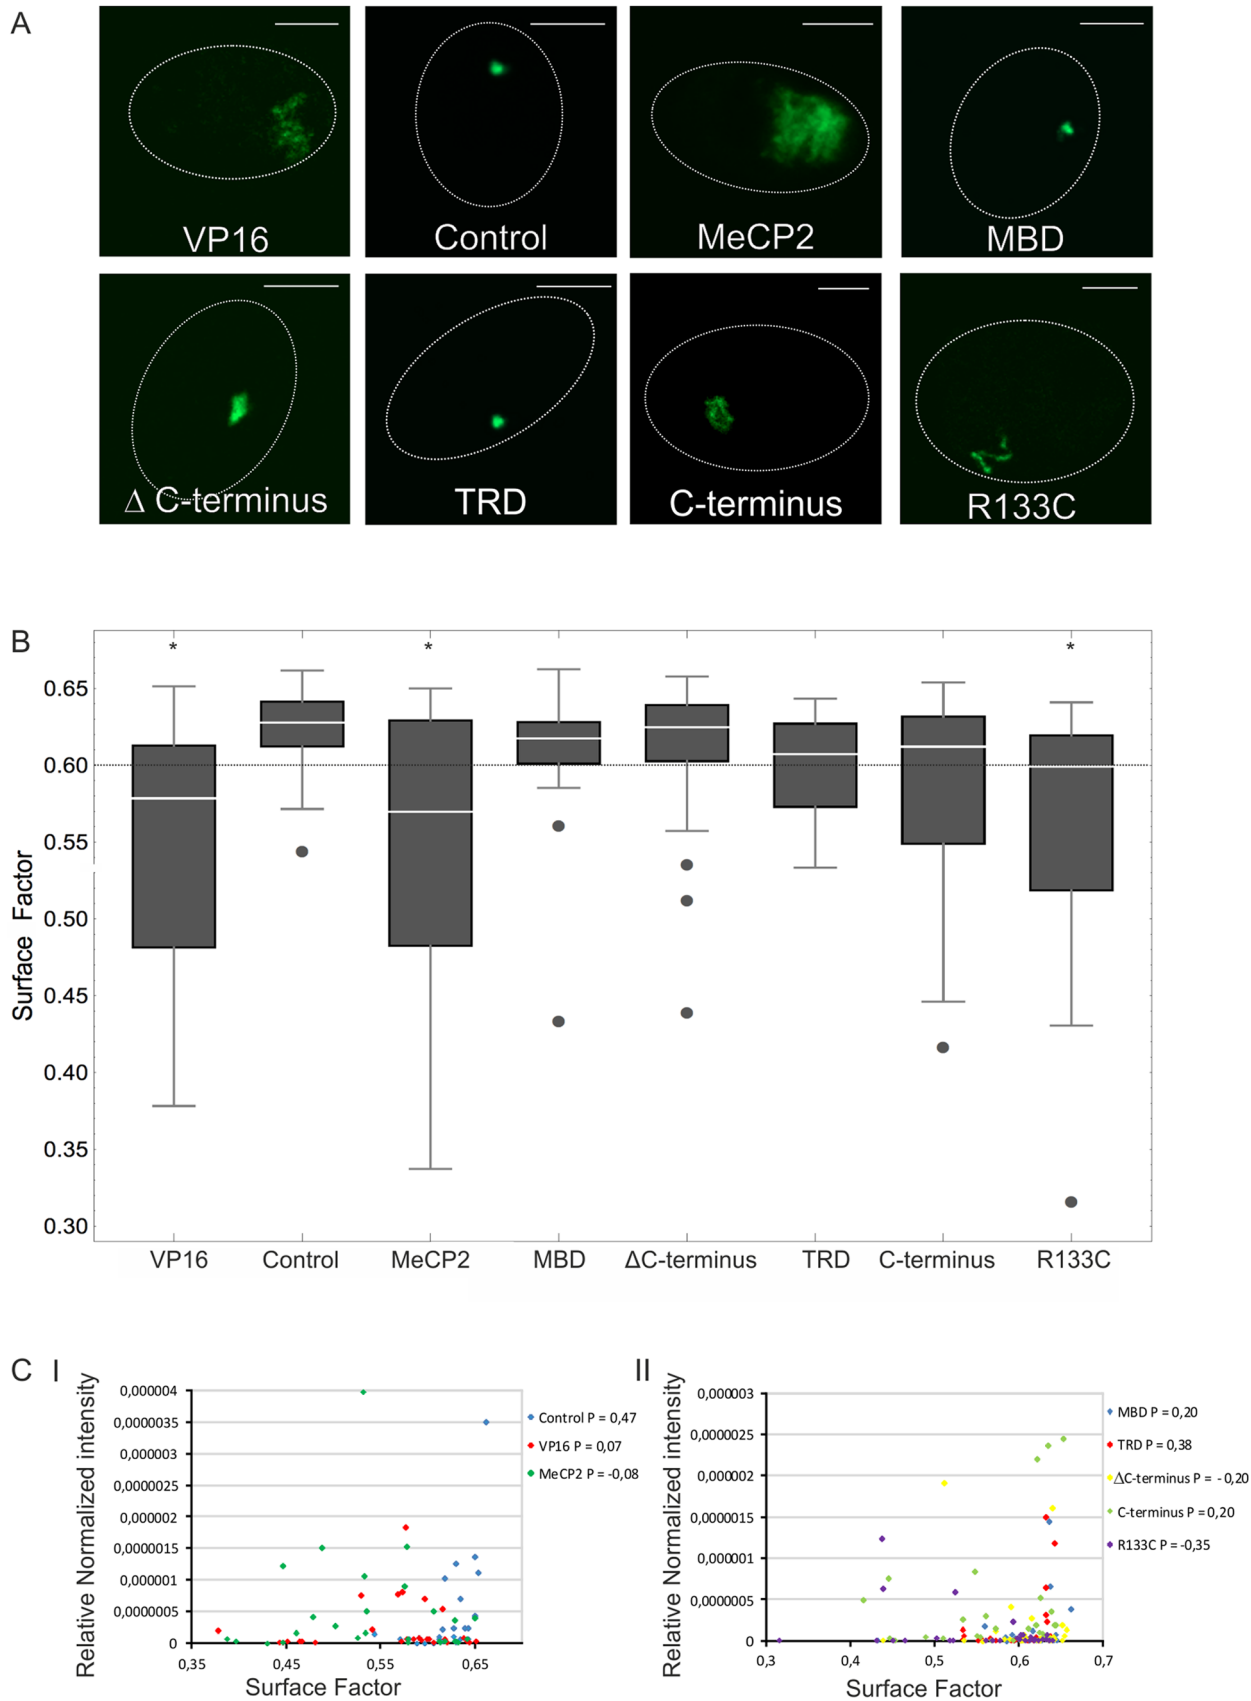 A
VP16
Control
MeCP2
MBD
Δ C-terminus
TRD
C-terminus
R133C
B
Surface Factor
0.65
0.60
0.55
0.50
0.45
0.40
0.35
0.30
*
*
*
VP16
Control
MeCP2
MBD
ΔC-terminus
TRD
C-terminus
R133C
C I
Relative Normalized intensity
0,000004
0,0000035
0,000003
0,0000025
0,000002
0,0000015
0,000001
0,0000005
0
0,35
0,45
0,55
0,65
Surface Factor
Control P = 0,47
VP16 P = 0,07
MeCP2 P = -0,08
II
Relative Normalized intensity
0,000003
0,0000025
0,000002
0,0000015
0,000001
0,0000005
0
0,3
0,4
0,5
0,6
0,7
Surface Factor
MBD P = 0,20
TRD P = 0,38
ΔC-terminus P = -0,20
C-terminus P = 0,20
R133C P = -0,35